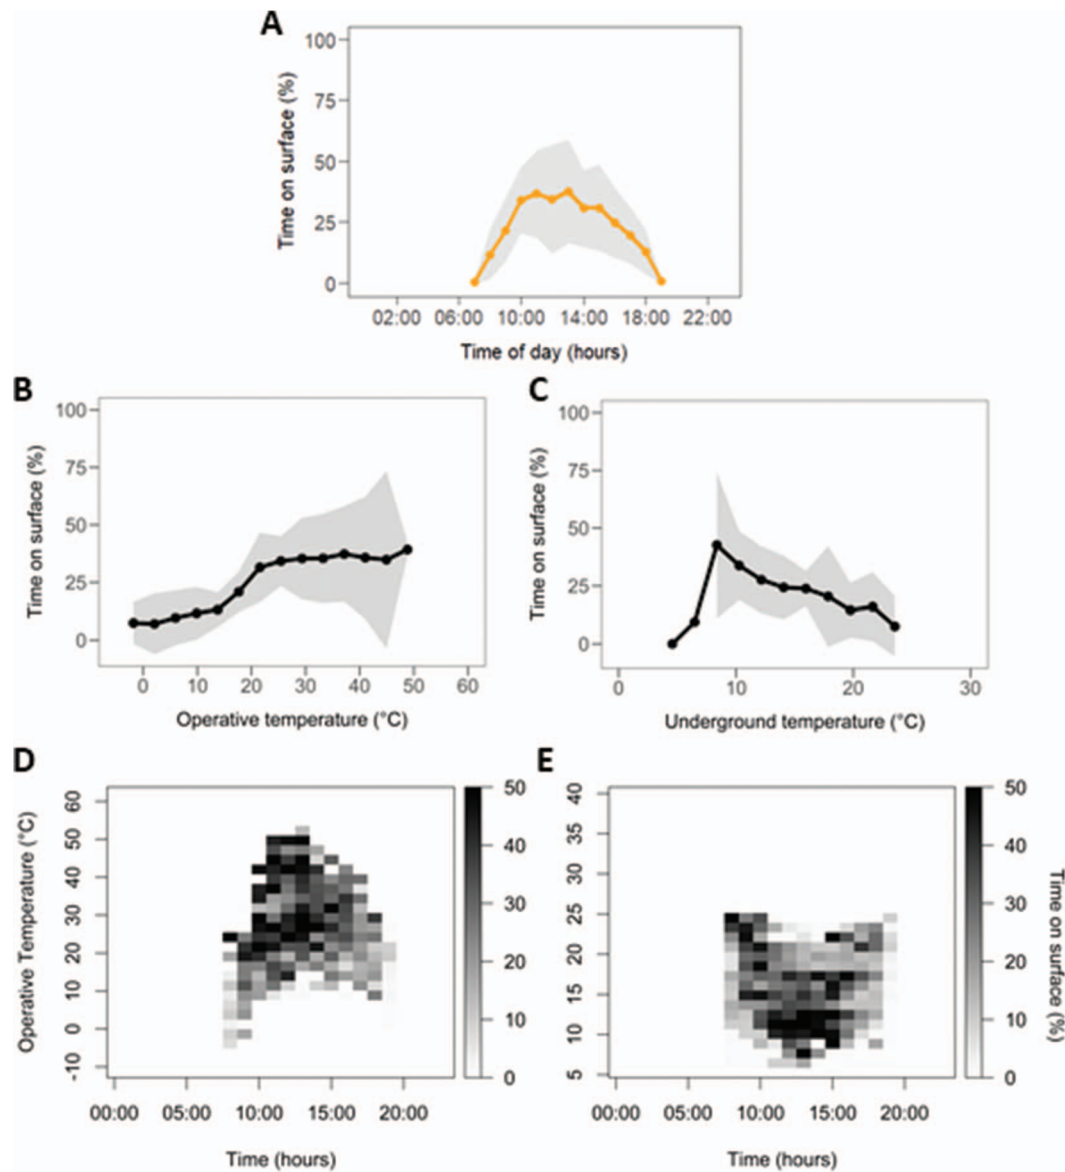 A
100
75
50
25
0
Time on surface (%)
02:00 06:00 10:00 14:00 18:00 22:00
Time of day (hours)
B
100
75
50
25
0
Time on surface (%)
0 10 20 30 40 50 60
Operative temperature (°C)
C
100
75
50
25
0
Time on surface (%)
0 10 20 30
Underground temperature (°C)
D
60
50
40
30
20
10
0
-10
Operative Temperature (°C)
00:00 05:00 10:00 15:00 20:00
Time (hours)
50
40
30
20
10
0
E
40
35
30
25
20
15
10
5
00:00 05:00 10:00 15:00 20:00
Time (hours)
50
40
30
20
10
0
Time on surface (%)